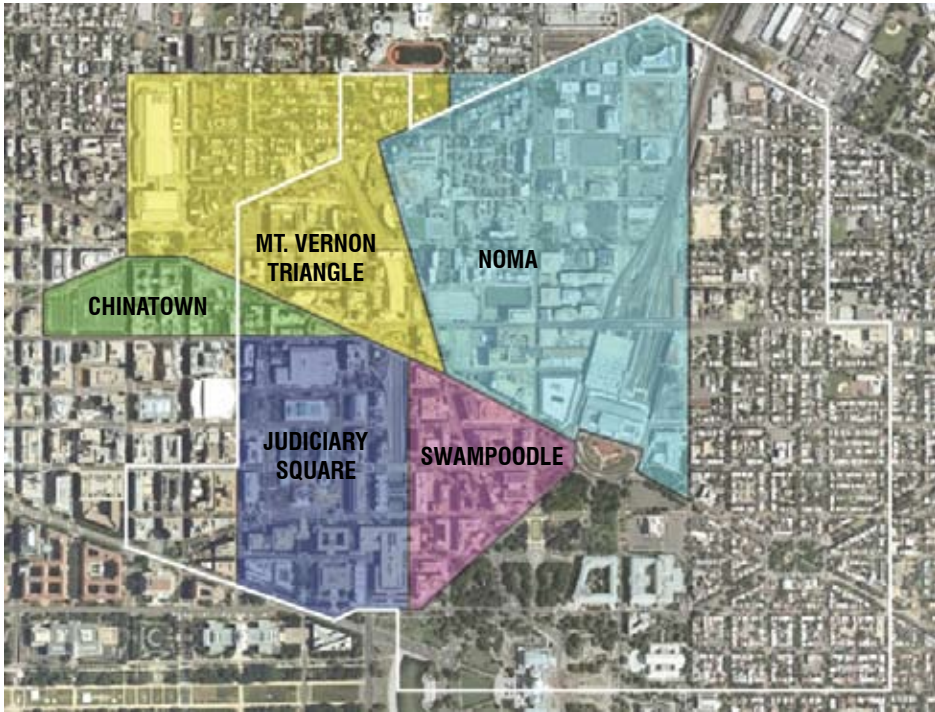 MT. VERNON
TRIANGLE
NOMA
CHINATOWN
JUDICIARY
SQUARE
SWAMPOODLE